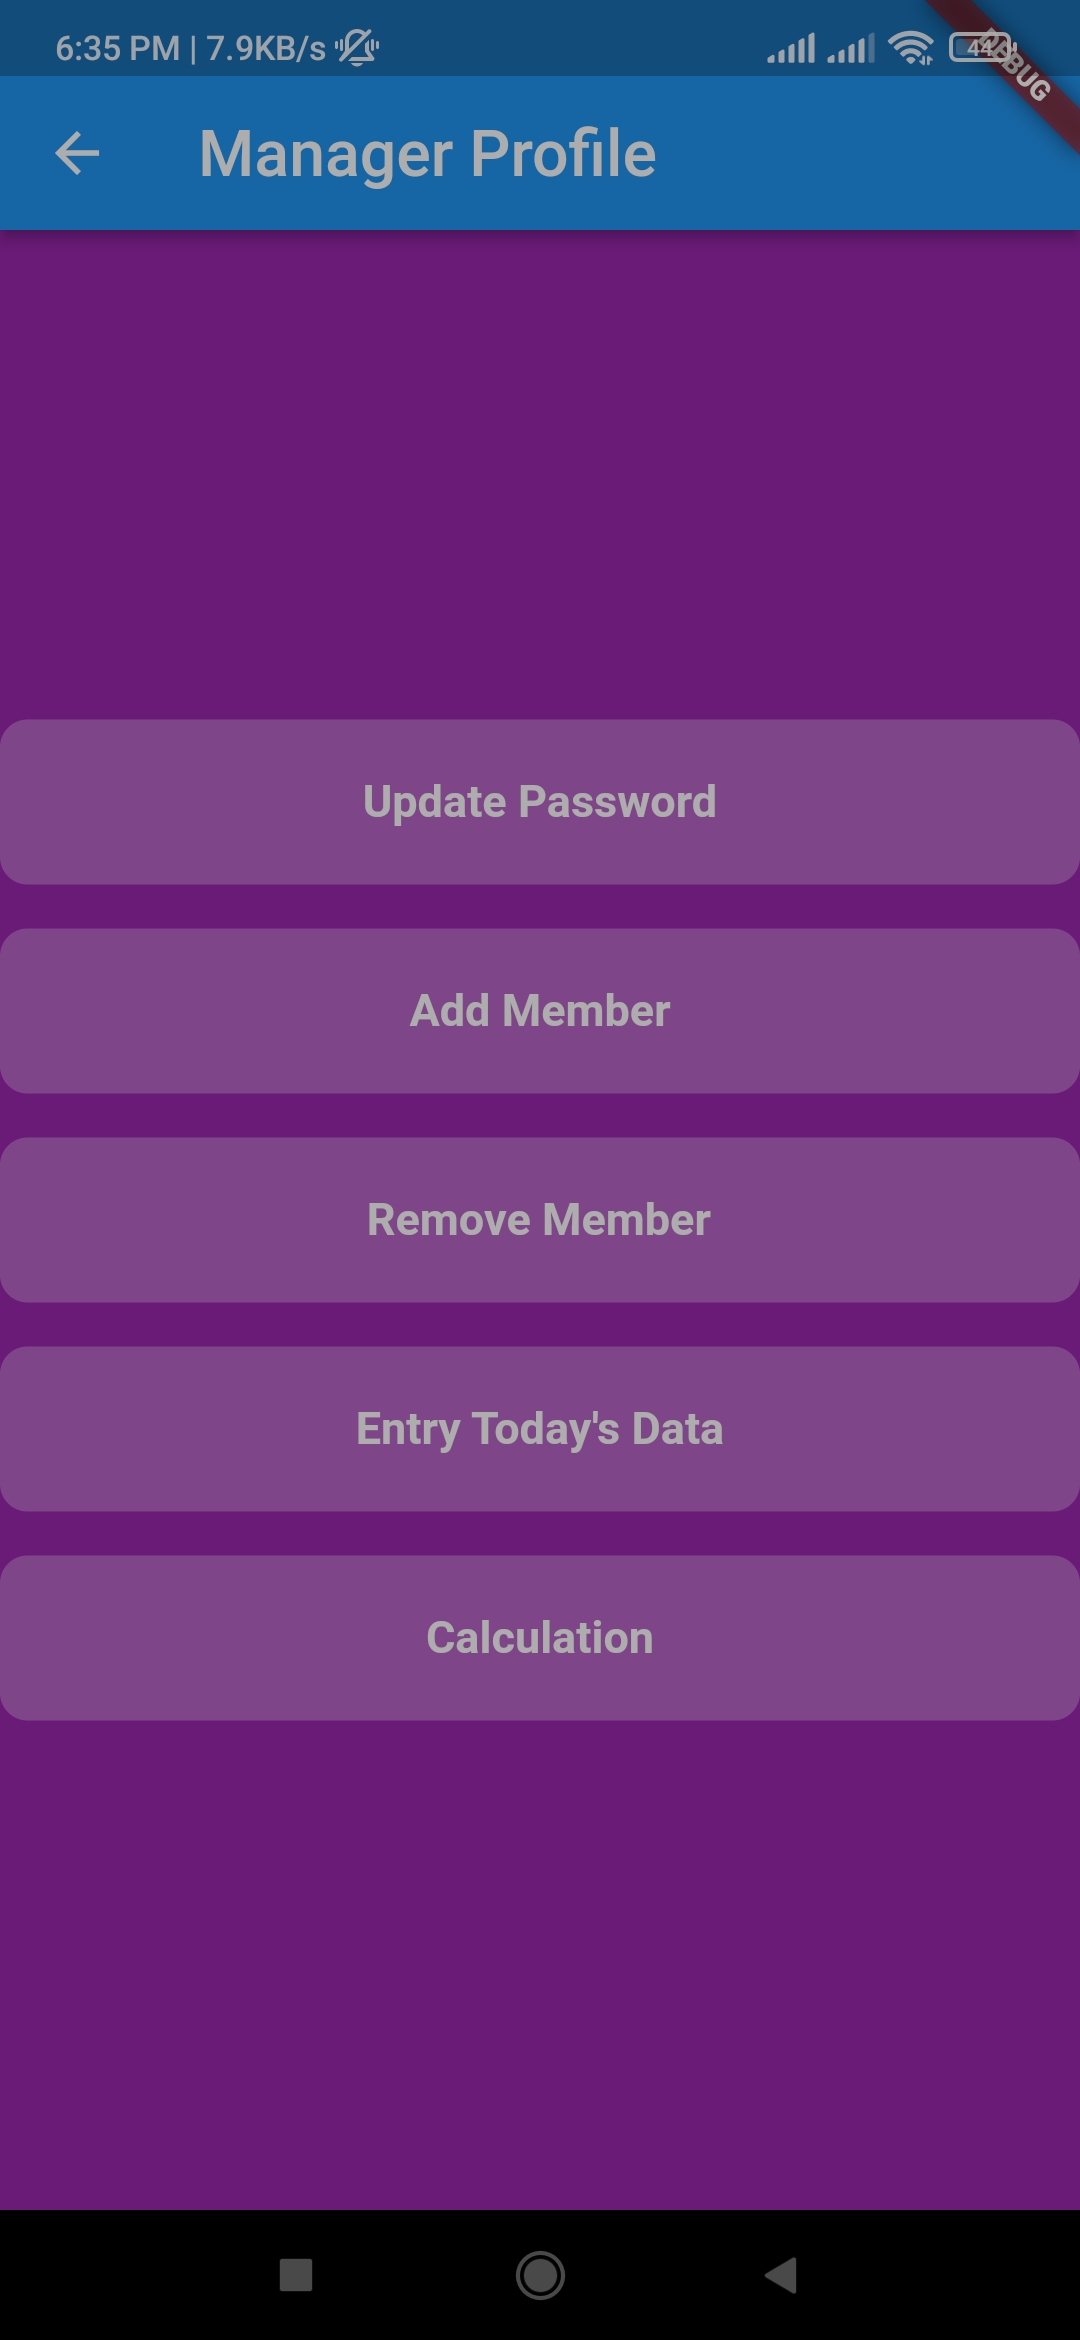 6:35 PM | 7.9KB/s
44
DEBUG
Manager Profile
Update Password
Add Member
Remove Member
Entry Today's Data
Calculation